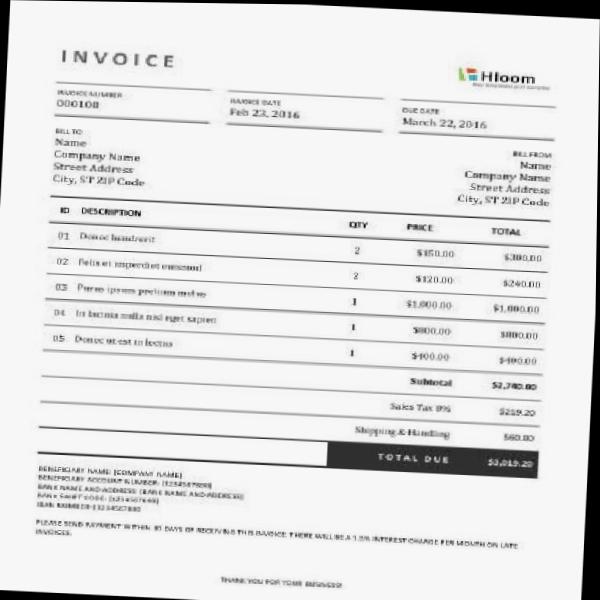 INVOICE
Hloom
INVOICE NUMBER
000100
INVOICE DATE
Feb 23, 2016
DUE DATE
March 22, 2016
BILL TO
Name
Company Name
Street Address
City, ST ZIP Code
BILL FROM
Name
Company Name
Street Address
City, ST ZIP Code
ID DESCRIPTION QTY PRICE TOTAL
01 Donec hendrerit 2 $150.00 $300.00
02 Felis et imperdiet euismod 2 $120.00 $240.00
03 Purus ipsum pretium metus 1 $1,000.00 $1,000.00
04 In lacinia nulla nisl eget sapien 1 $800.00 $800.00
05 Donec ut est in lectus 1 $400.00 $400.00
Subtotal $2,740.00
Sales Tax 8% $219.20
Shipping & Handling $60.00
TOTAL DUE $3,019.20
BENEFICIARY NAME: [COMPANY NAME]
BENEFICIARY ACCOUNT NUMBER:
BANK NAME AND ADDRESS: [BANK NAME AND ADDRESS]
BANK SWIFT CODE:
IBAN NUMBER:
PLEASE SEND PAYMENT WITHIN 30 DAYS OF RECEIVING THIS INVOICE. THERE WILL BE A 1.5% INTEREST CHARGE PER MONTH ON LATE
INVOICES.
THANK YOU FOR YOUR BUSINESS!